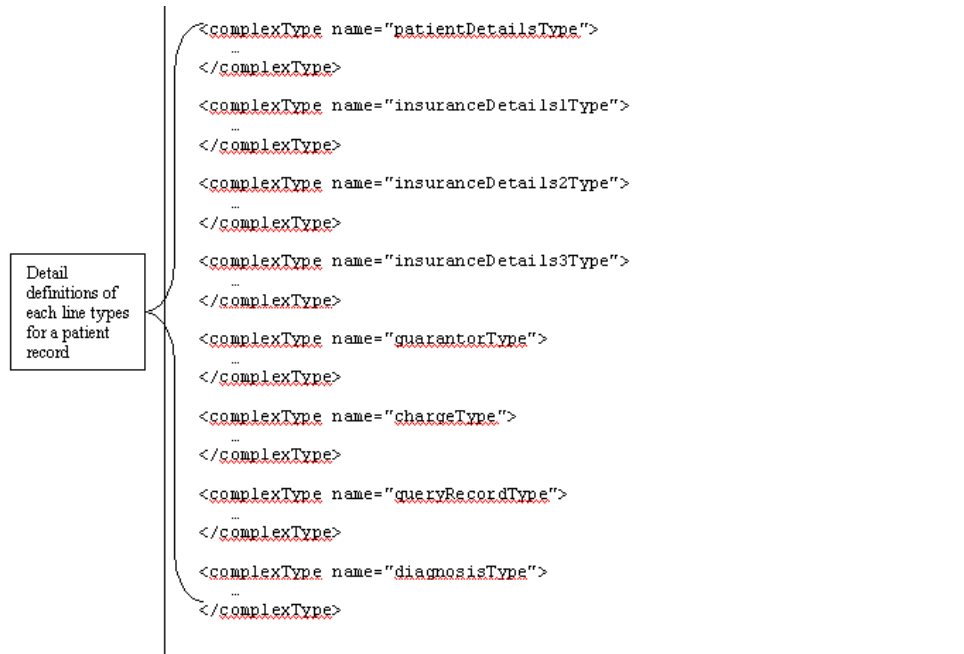 <complexType name="patientDetailsType">
…
</complexType>
<complexType name="insuranceDetails1Type">
…
</complexType>
<complexType name="insuranceDetails2Type">
…
</complexType>
<complexType name="insuranceDetails3Type">
…
</complexType>
<complexType name="guarantorType">
…
</complexType>
<complexType name="chargeType">
…
</complexType>
<complexType name="queryRecordType">
…
</complexType>
<complexType name="diagnosisType">
…
</complexType>
Detail
definitions of
each line types
for a patient
record